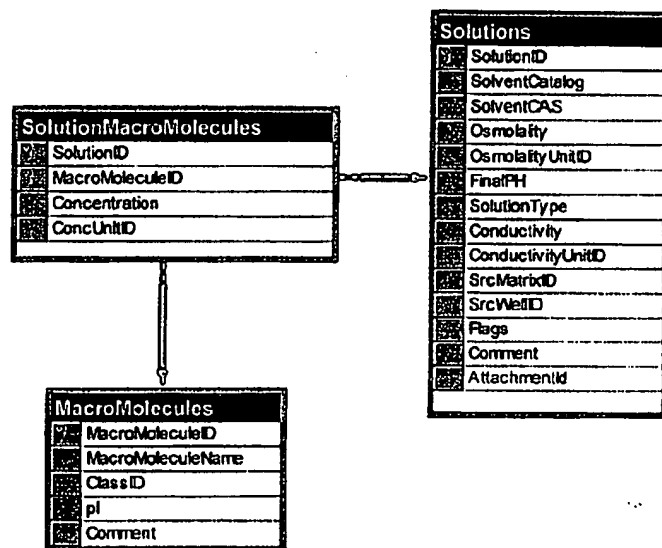 Solutions
SolutionID
SolventCatalog
SolventCAS
Osmolality
OsmolalityUnitID
FinalPH
SolutionType
Conductivity
ConductivityUnitID
SrcMatrixID
SrcWellID
Flags
Comment
AttachmentId
SolutionMacroMolecules
SolutionID
MacroMoleculeID
Concentration
ConcUnitID
MacroMolecules
MacroMoleculeID
MacroMoleculeName
ClassID
pI
Comment